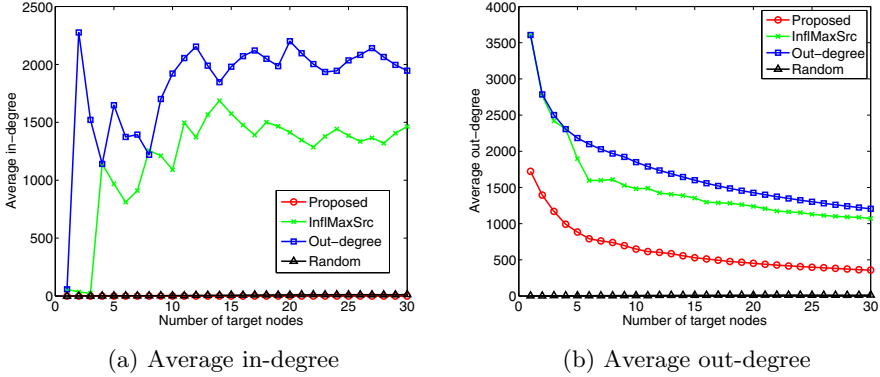 2500
2000
1500
1000
500
0
0
5
10
15
20
25
30
Average in−degree
Number of target nodes
Proposed
InflMaxSrc
Out−degree
Random
(a) Average in-degree
4000
3500
3000
2500
2000
1500
1000
500
0
0
5
10
15
20
25
30
Average out−degree
Number of target nodes
Proposed
InflMaxSrc
Out−degree
Random
(b) Average out-degree